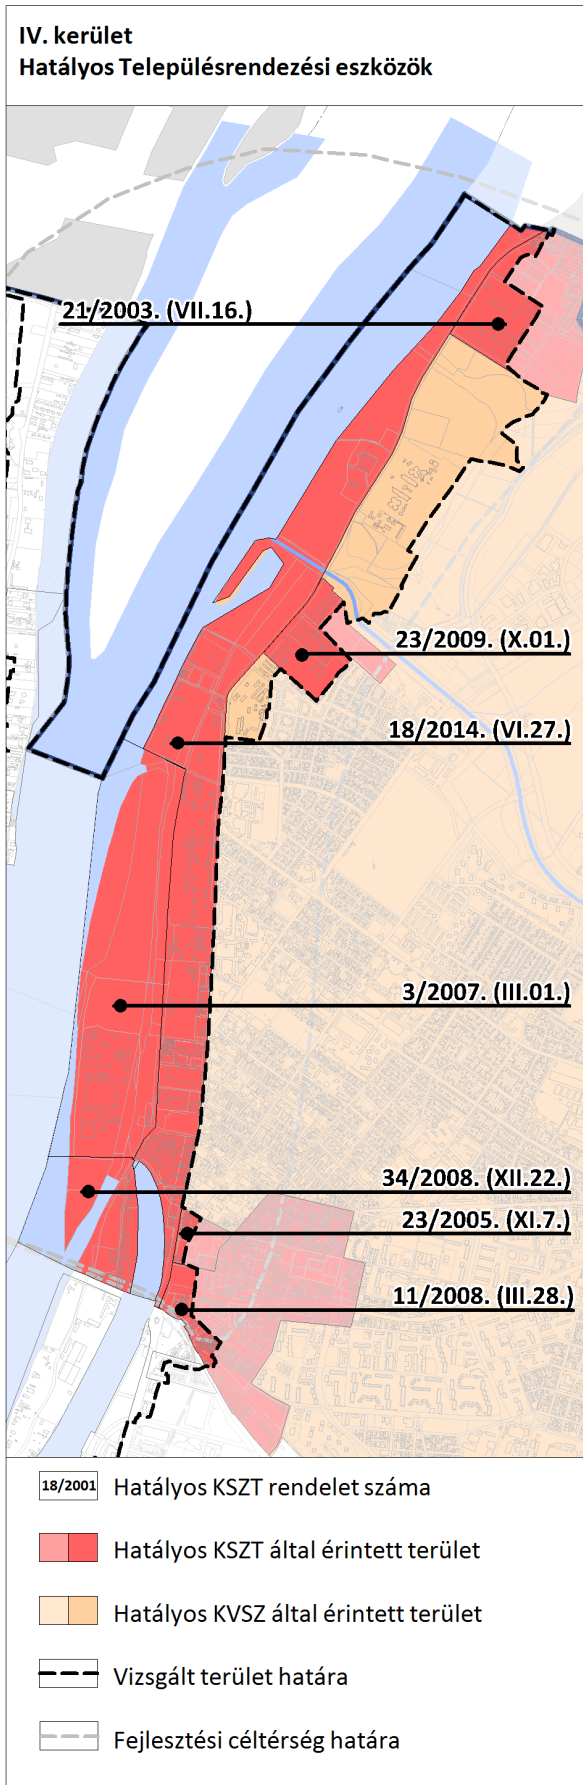 IV. kerület
Hatályos Településrendezési eszközök
21/2003. (VII.16.)
23/2009. (X.01.)
18/2014. (VI.27.)
3/2007. (III.01.)
34/2008. (XII.22.)
23/2005. (XI.7.)
11/2008. (III.28.)
18/2001 Hatályos KSZT rendelet száma
Hatályos KSZT által érintett terület
Hatályos KVSZ által érintett terület
Vizsgált terület határa
Fejlesztési céltérség határa